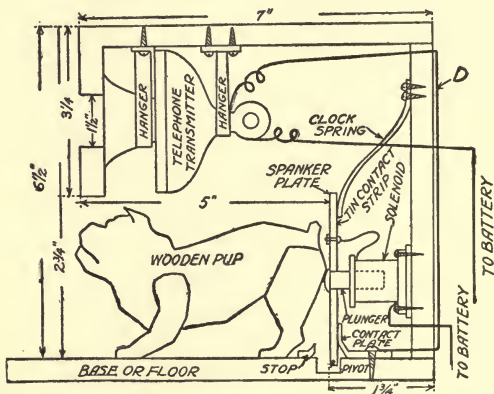 7"
D
6½"
3¼
1½"
HANGER
TELEPHONE
TRANSMITTER
HANGER
CLOCK
SPRING
SPANKER
PLATE
TIN CONTACT
STRIP
SOLENOID
5"
2¾"
WOODEN PUP
PLUNGER
CONTACT
PLATE
TO BATTERY
TO BATTERY
BASE OR FLOOR
STOP
PIVOT
1¾"